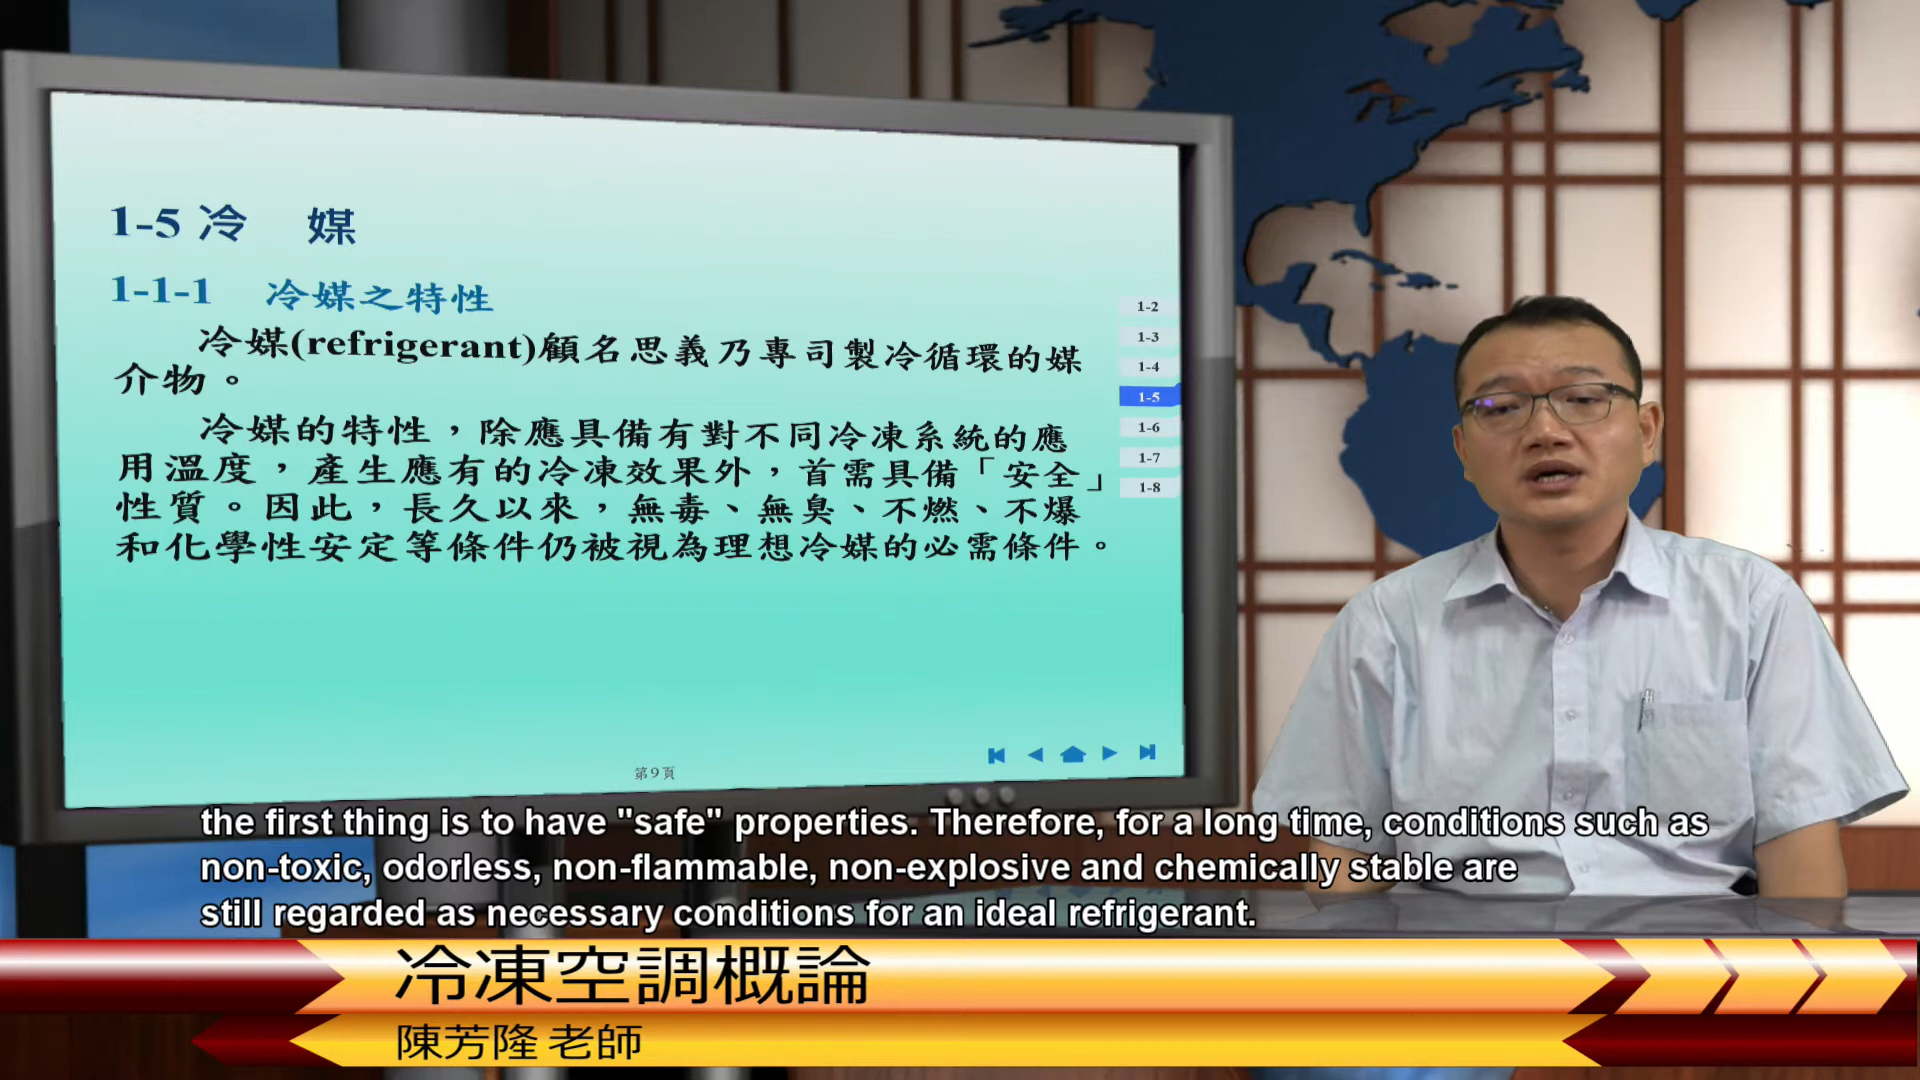 1-5 冷　媒
1-1-1　冷媒之特性
冷媒(refrigerant)顧名思義乃專司製冷循環的媒
介物。
冷媒的特性，除應具備有對不同冷凍系統的應
用溫度，產生應有的冷凍效果外，首需具備「安全」
性質。因此，長久以來，無毒、無臭、不燃、不爆
和化學性安定等條件仍被視為理想冷媒的必需條件。
1-2
1-3
1-4
1-5
1-6
1-7
1-8
第9頁
the first thing is to have "safe" properties. Therefore, for a long time, conditions such as
non-toxic, odorless, non-flammable, non-explosive and chemically stable are
still regarded as necessary conditions for an ideal refrigerant.
冷凍空調概論
陳芳隆 老師